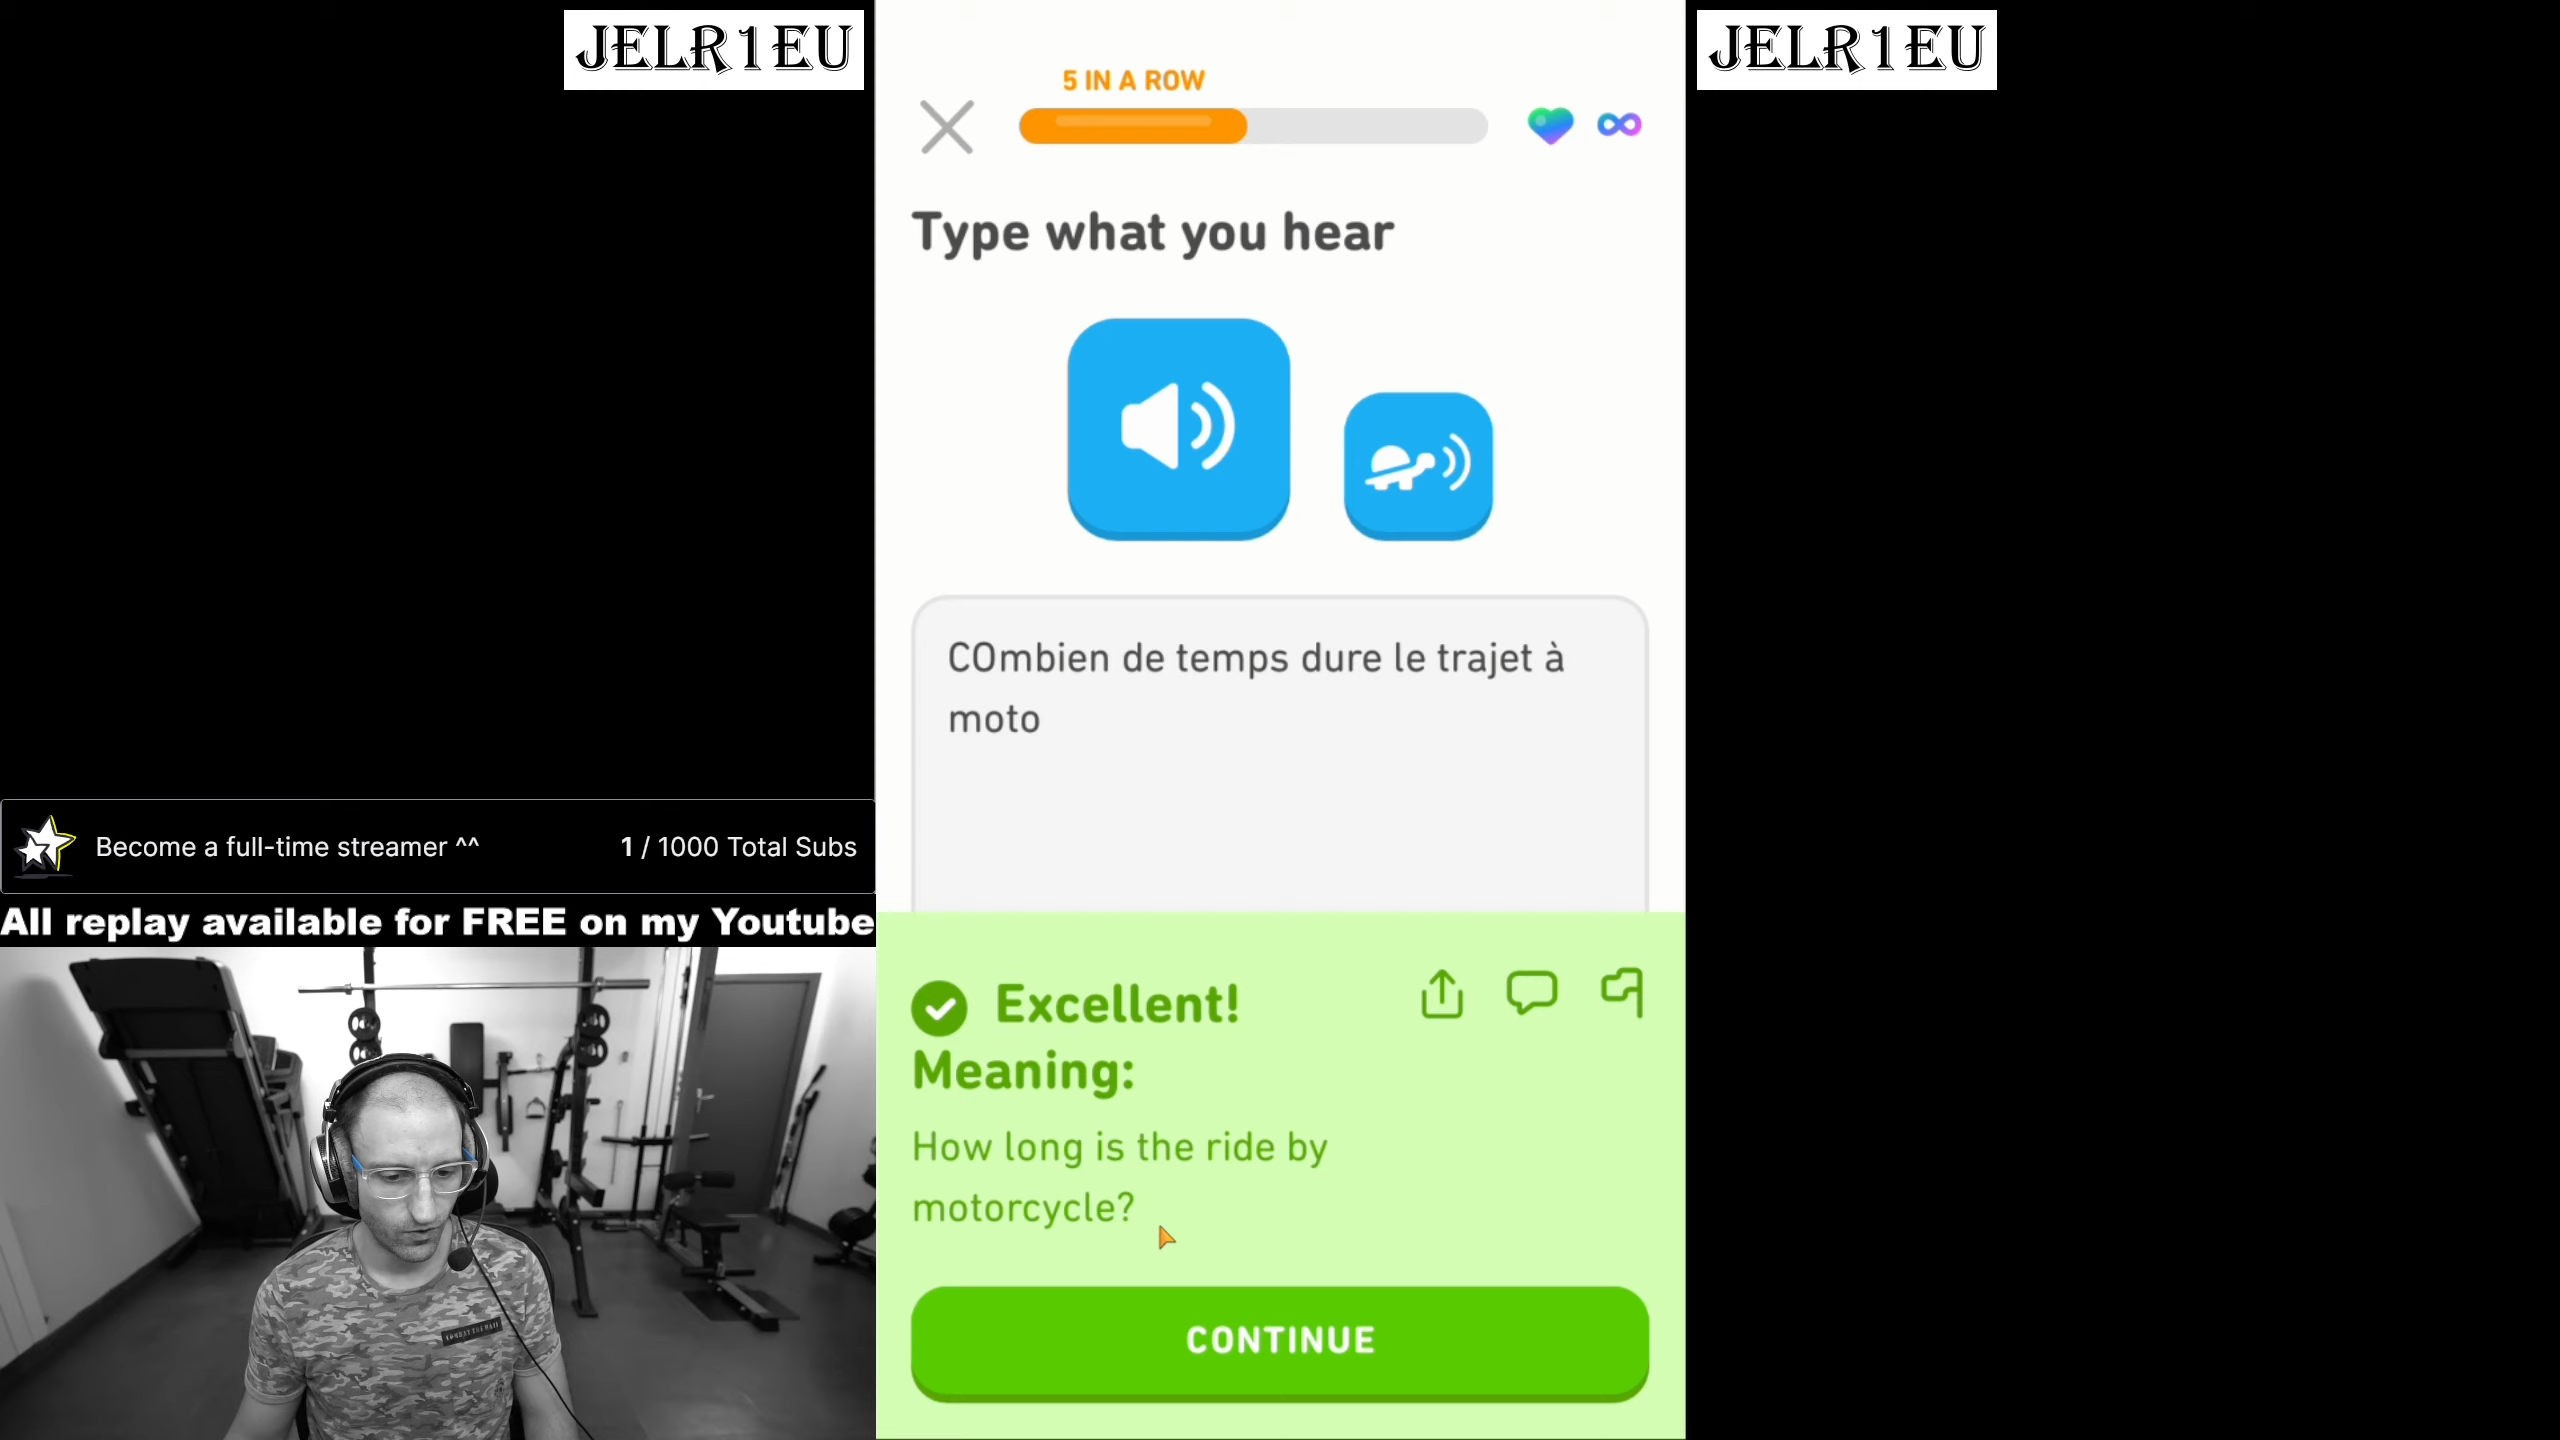 JELR1EU
JELR1EU
5 IN A ROW
Type what you hear
COmbien de temps dure le trajet à
moto
Become a full-time streamer ^^
1 / 1000 Total Subs
All replay available for FREE on my Youtube
Excellent!
Meaning:
How long is the ride by
motorcycle?
CONTINUE